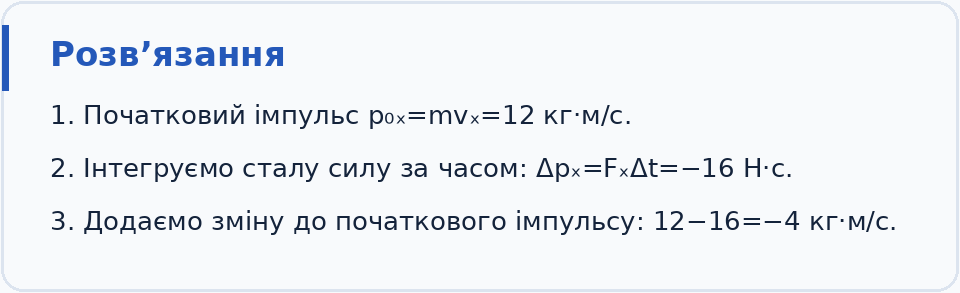 Розв’язання
1. Початковий імпульс p₀ₓ=mvₓ=12 кг·м/с.
2. Інтегруємо сталу силу за часом: Δpₓ=FₓΔt=−16 Н·с.
3. Додаємо зміну до початкового імпульсу: 12−16=−4 кг·м/с.